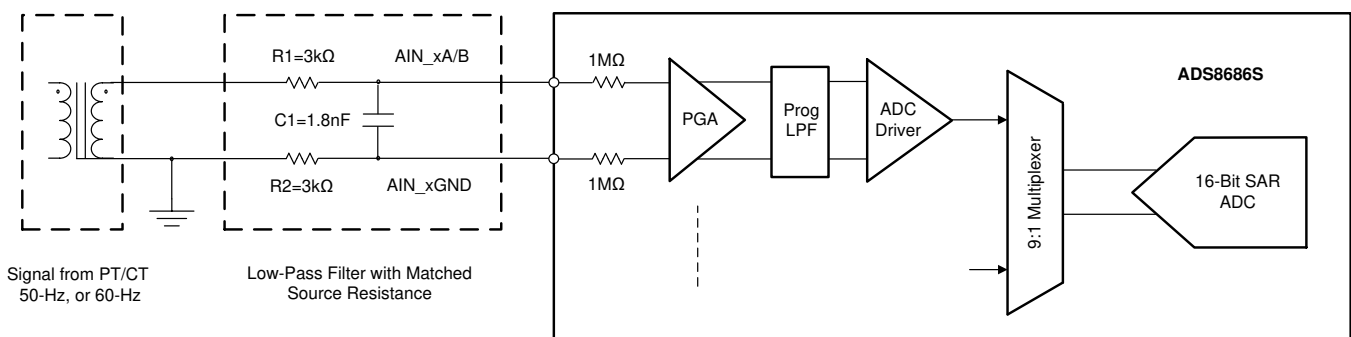 R1=3kΩ
AIN_xA/B
C1=1.8nF
R2=3kΩ
AIN_xGND
Signal from PT/CT
50-Hz, or 60-Hz
Low-Pass Filter with Matched
Source Resistance
1MΩ
1MΩ
PGA
Prog
LPF
ADC
Driver
9:1 Multiplexer
ADS8686S
16-Bit SAR
ADC